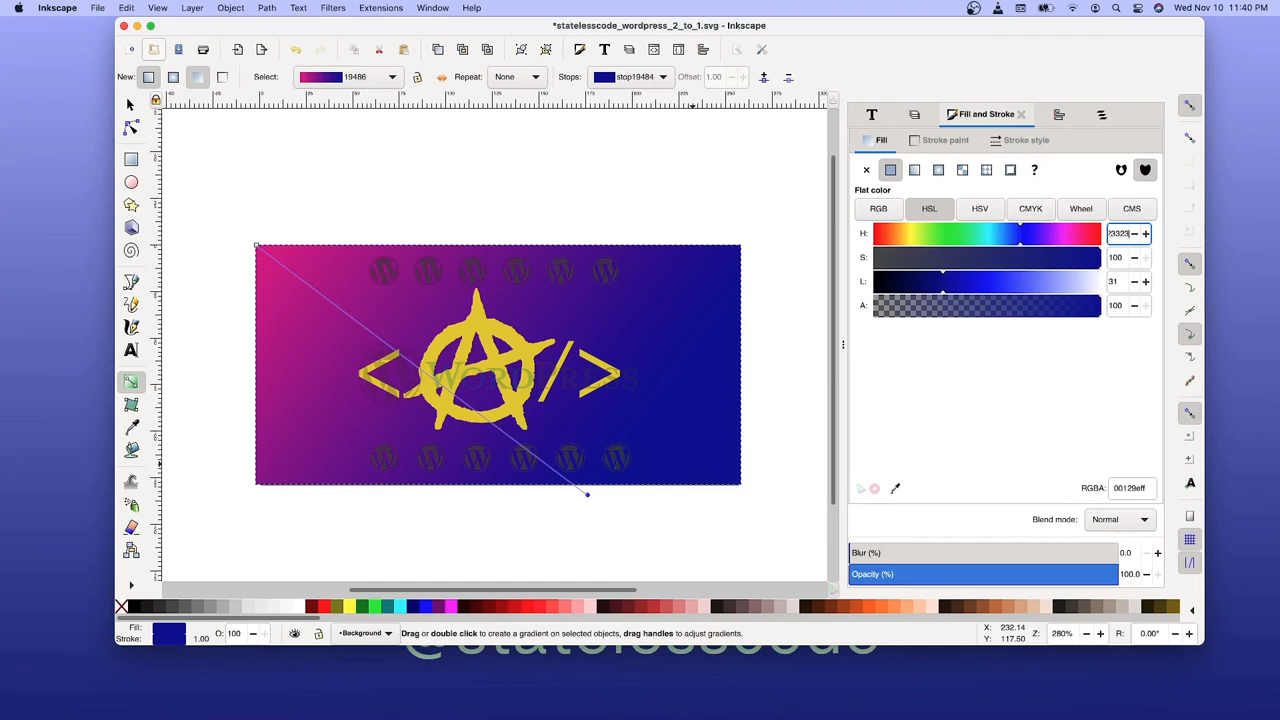 Inkscape File Edit View Layer Object Path Text Filters Extensions Window Help Wed Nov 10 11:40 PM
*statelesscode_wordpress_2_to_1.svg - Inkscape
New: Select: 19486 Repeat: None Stops: stop19484 Offset: 1.00
Fill and Stroke
Fill Stroke paint Stroke style
?
Flat color
RGB HSL HSV CMYK Wheel CMS
H: 23323
S: 100
L: 31
A: 100
<A/>
WORDPRESS
RGBA: 00129eff
Blend mode: Normal
Blur (%) 0.0
Opacity (%) 100.0
Fill:
Stroke: 1.00 O: 100 •Background Drag or double click to create a gradient on selected objects, drag handles to adjust gradients. X: 232.14
Y: 117.50 Z: 280% R: 0.00°
@statelesscode